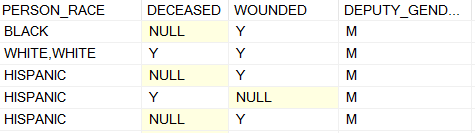 PERSON_RACE DECEASED WOUNDED DEPUTY_GEND...
BLACK NULL Y M
WHITE,WHITE Y Y M
HISPANIC NULL Y M
HISPANIC Y NULL M
HISPANIC NULL Y M